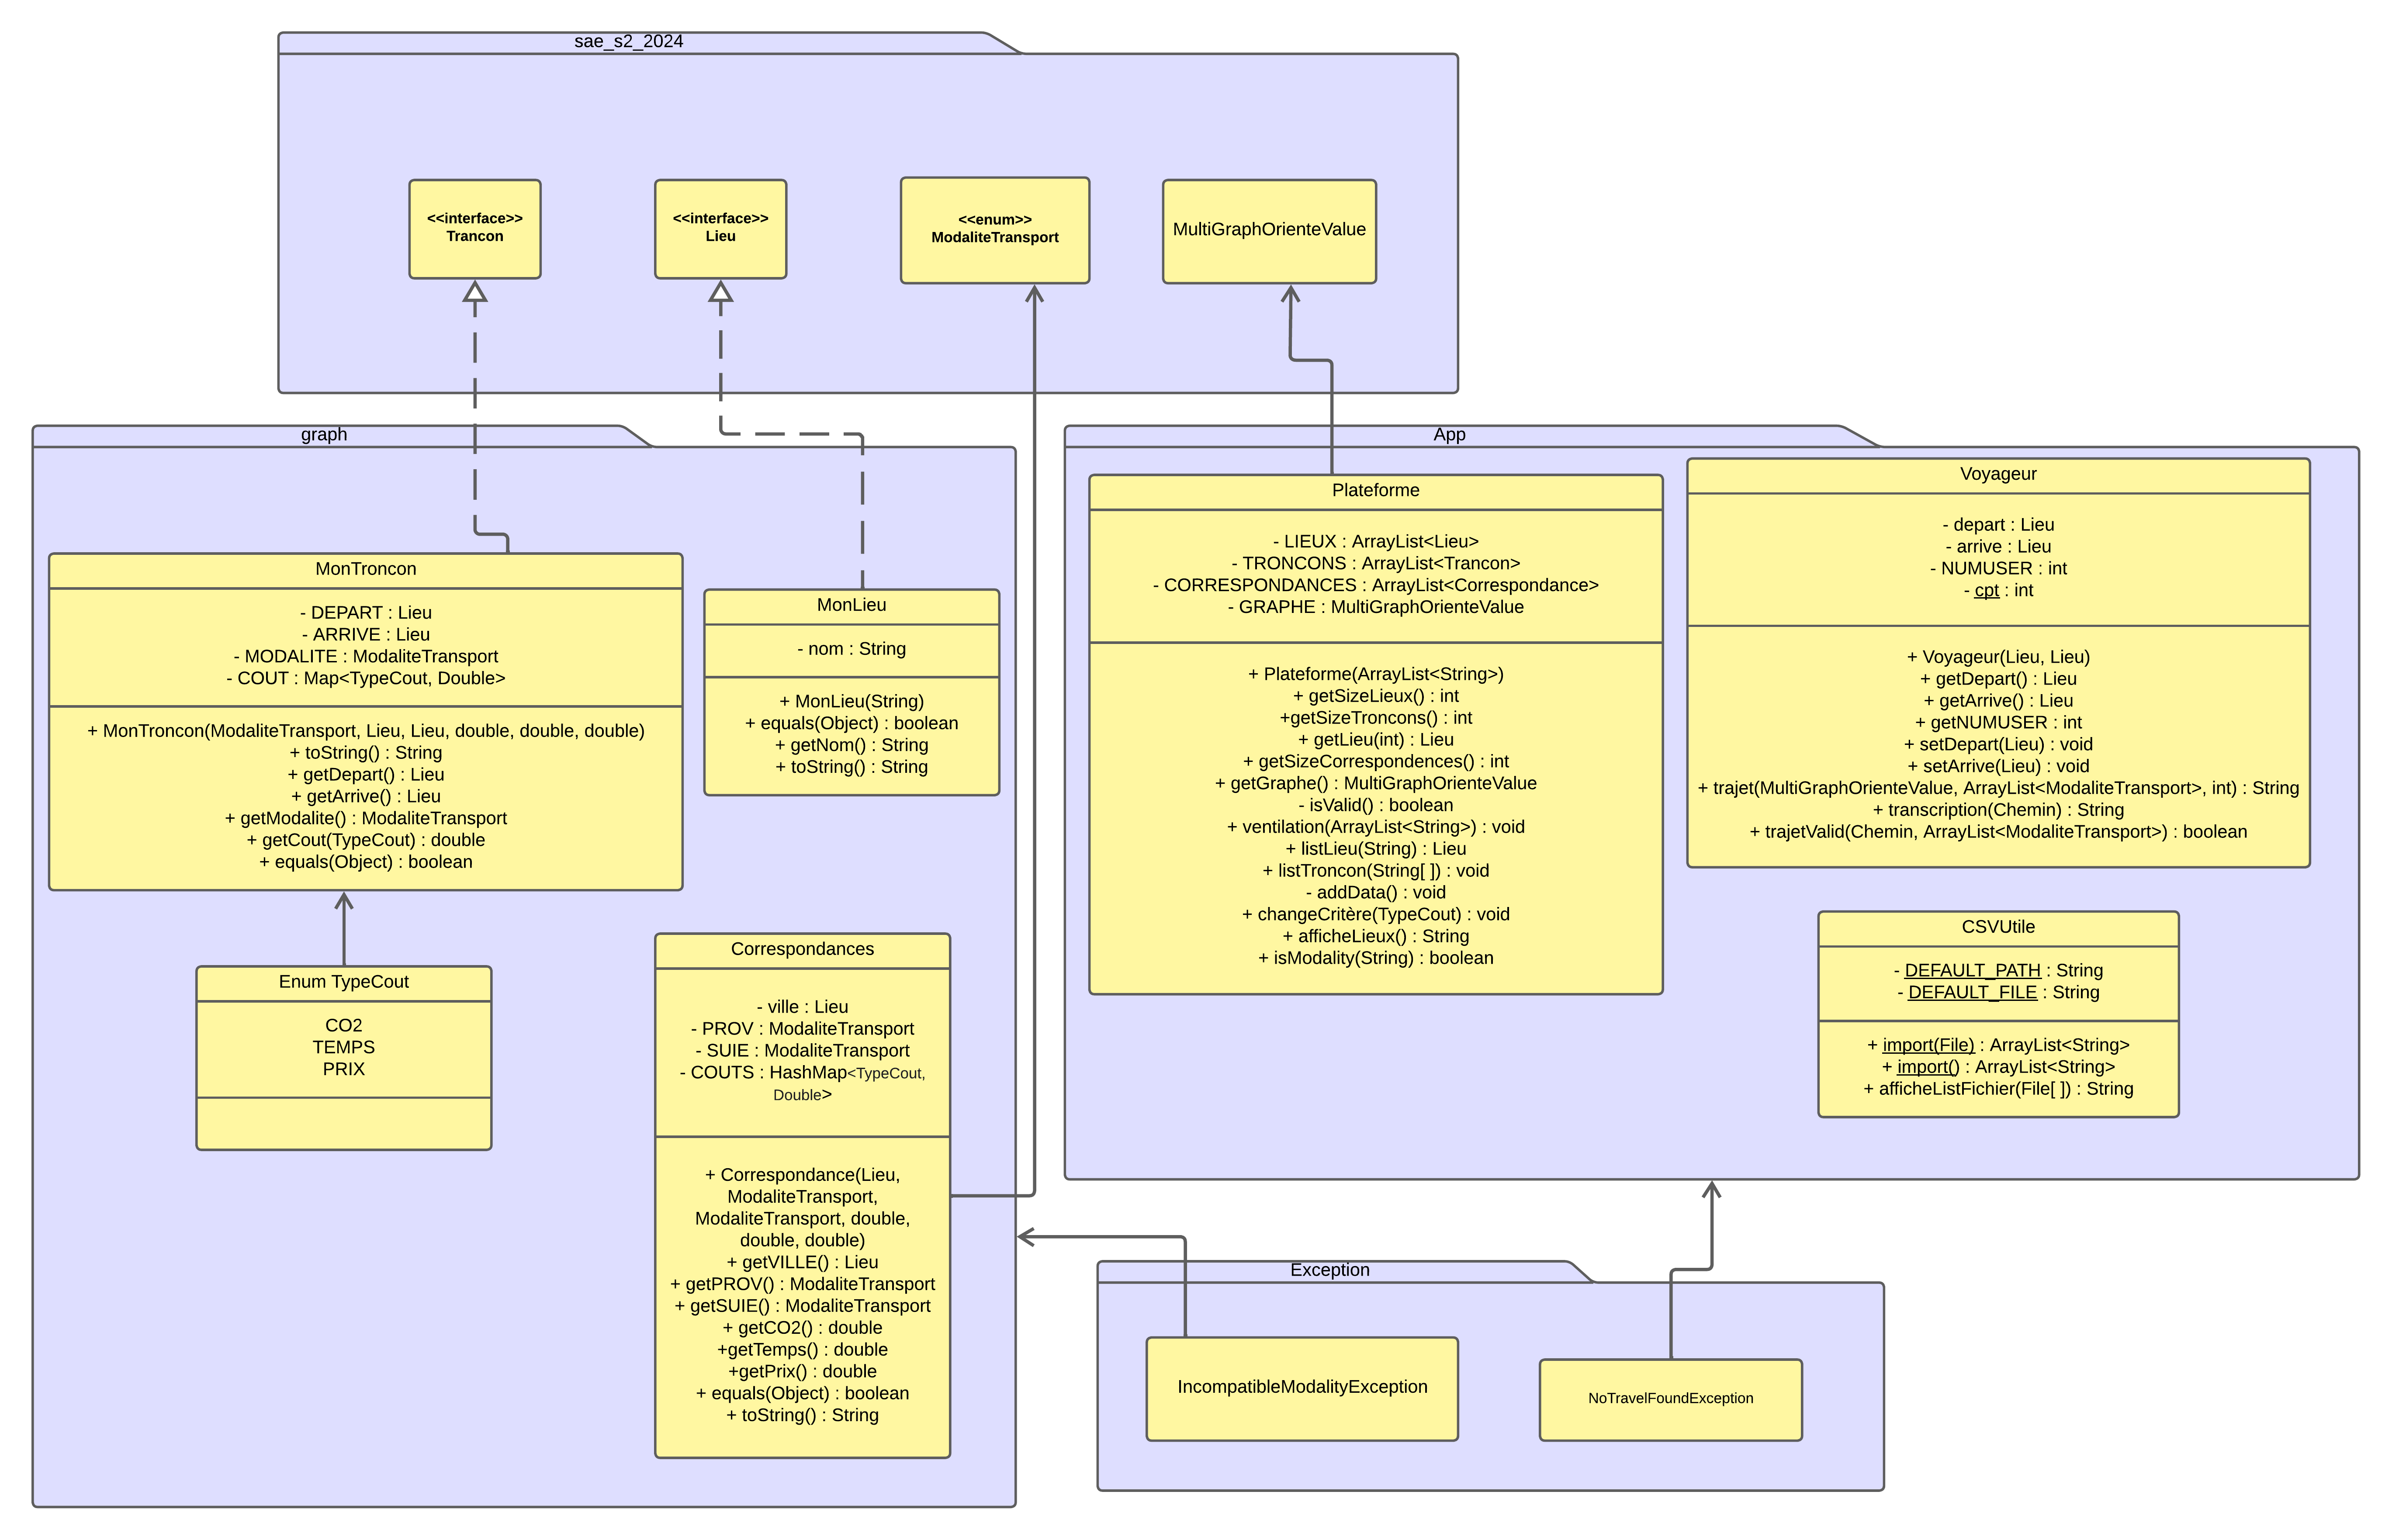 sae_s2_2024
<<interface>>
Trancon
<<interface>>
Lieu
<<enum>>
ModaliteTransport
MultiGraphOrienteValue
graph
MonTroncon
- DEPART : Lieu
- ARRIVE : Lieu
- MODALITE : ModaliteTransport
- COUT : Map<TypeCout, Double>
+ MonTroncon(ModaliteTransport, Lieu, Lieu, double, double, double)
+ toString() : String
+ getDepart() : Lieu
+ getArrive() : Lieu
+ getModalite() : ModaliteTransport
+ getCout(TypeCout) : double
+ equals(Object) : boolean
MonLieu
- nom : String
+ MonLieu(String)
+ equals(Object) : boolean
+ getNom() : String
+ toString() : String
Enum TypeCout
CO2
TEMPS
PRIX
Correspondances
- ville : Lieu
- PROV : ModaliteTransport
- SUIE : ModaliteTransport
- COUTS : HashMap<TypeCout,
Double>
+ Correspondance(Lieu,
ModaliteTransport,
ModaliteTransport, double,
double, double)
+ getVILLE() : Lieu
+ getPROV() : ModaliteTransport
+ getSUIE() : ModaliteTransport
+ getCO2() : double
+getTemps() : double
+getPrix() : double
+ equals(Object) : boolean
+ toString() : String
App
Plateforme
- LIEUX : ArrayList<Lieu>
- TRONCONS : ArrayList<Trancon>
- CORRESPONDANCES : ArrayList<Correspondance>
- GRAPHE : MultiGraphOrienteValue
+ Plateforme(ArrayList<String>)
+ getSizeLieux() : int
+getSizeTroncons() : int
+ getLieu(int) : Lieu
+ getSizeCorrespondences() : int
+ getGraphe() : MultiGraphOrienteValue
- isValid() : boolean
+ ventilation(ArrayList<String>) : void
+ listLieu(String) : Lieu
+ listTroncon(String[ ]) : void
- addData() : void
+ changeCritère(TypeCout) : void
+ afficheLieux() : String
+ isModality(String) : boolean
Voyageur
- depart : Lieu
- arrive : Lieu
- NUMUSER : int
- cpt : int
+ Voyageur(Lieu, Lieu)
+ getDepart() : Lieu
+ getArrive() : Lieu
+ getNUMUSER : int
+ setDepart(Lieu) : void
+ setArrive(Lieu) : void
+ trajet(MultiGraphOrienteValue, ArrayList<ModaliteTransport>, int) : String
+ transcription(Chemin) : String
+ trajetValid(Chemin, ArrayList<ModaliteTransport>) : boolean
CSVUtile
- DEFAULT_PATH : String
- DEFAULT_FILE : String
+ import(File) : ArrayList<String>
+ import() : ArrayList<String>
+ afficheListFichier(File[ ]) : String
Exception
IncompatibleModalityException
NoTravelFoundException